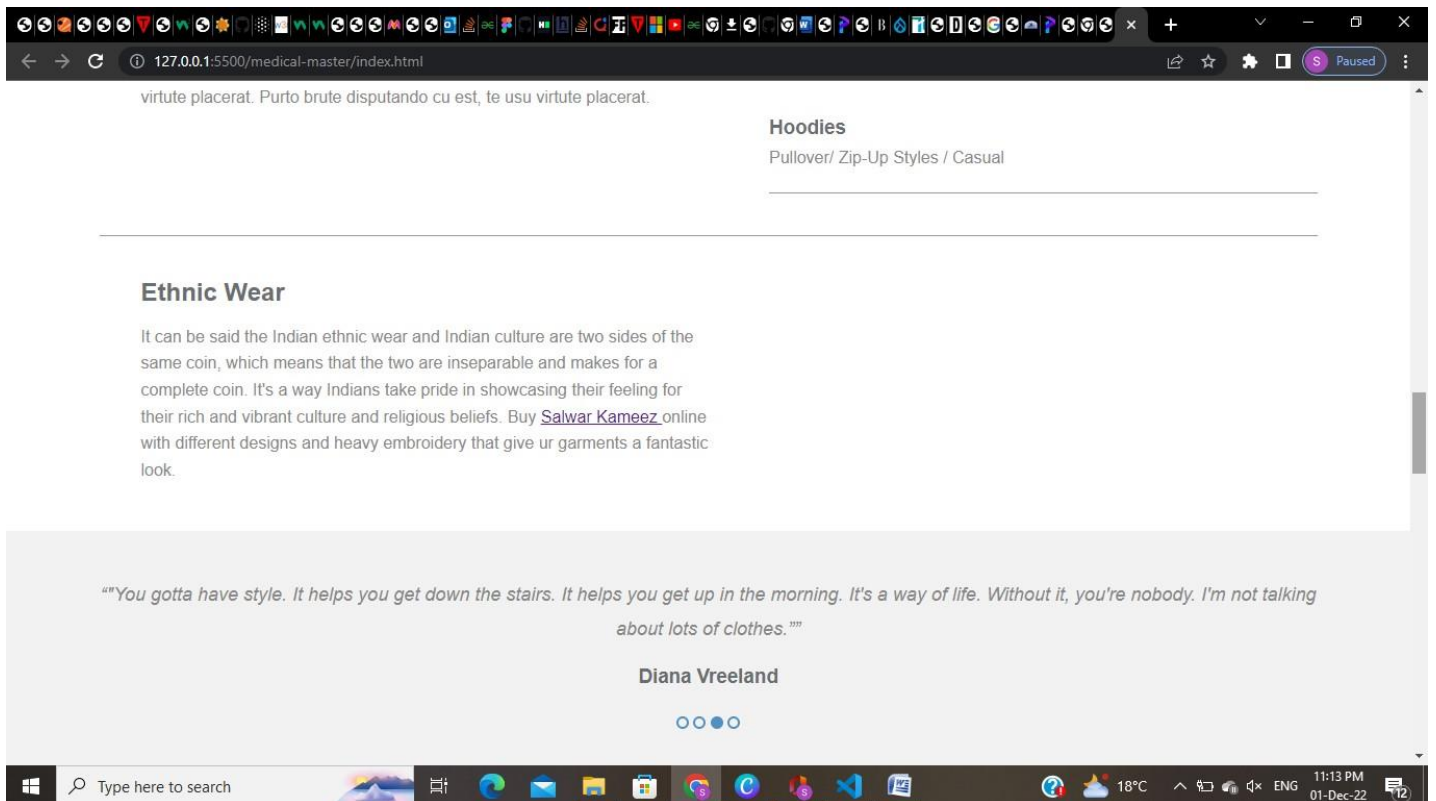 127.0.0.1:5500/medical-master/index.html
S Paused
virtute placerat. Purto brute disputando cu est, te usu virtute placerat.
Hoodies
Pullover/ Zip-Up Styles / Casual
Ethnic Wear
It can be said the Indian ethnic wear and Indian culture are two sides of the
same coin, which means that the two are inseparable and makes for a
complete coin. It's a way Indians take pride in showcasing their feeling for
their rich and vibrant culture and religious beliefs. Buy Salwar Kameez online
with different designs and heavy embroidery that give ur garments a fantastic
look.
“"You gotta have style. It helps you get down the stairs. It helps you get up in the morning. It's a way of life. Without it, you're nobody. I'm not talking
about lots of clothes.”"
Diana Vreeland
Type here to search
18°C
ENG
11:13 PM
01-Dec-22
12